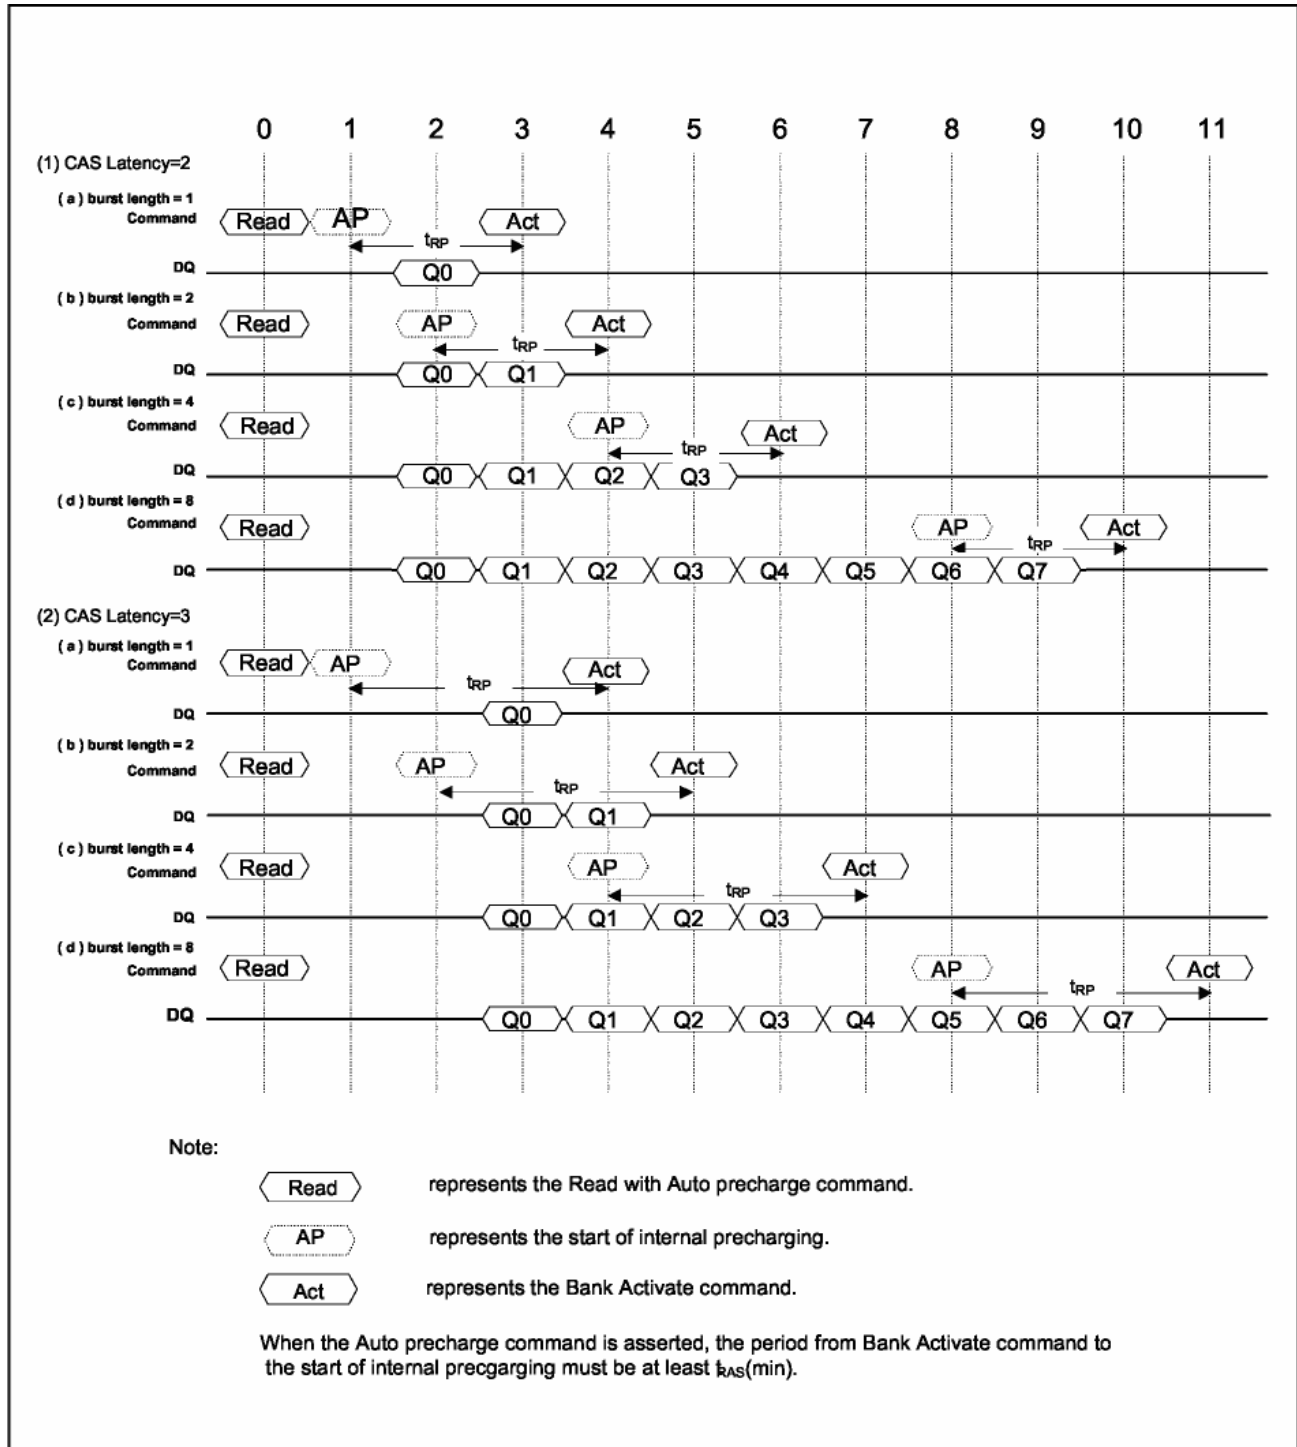 0 1 2 3 4 5 6 7 8 9 10 11
(1) CAS Latency=2
( a ) burst length = 1
Command Read AP Act
tRP
DQ Q0
( b ) burst length = 2
Command Read AP Act
tRP
DQ Q0 Q1
( c ) burst length = 4
Command Read AP Act
tRP
DQ Q0 Q1 Q2 Q3
( d ) burst length = 8
Command Read AP Act
tRP
DQ Q0 Q1 Q2 Q3 Q4 Q5 Q6 Q7
(2) CAS Latency=3
( a ) burst length = 1
Command Read AP Act
tRP
DQ Q0
( b ) burst length = 2
Command Read AP Act
tRP
DQ Q0 Q1
( c ) burst length = 4
Command Read AP Act
tRP
DQ Q0 Q1 Q2 Q3
( d ) burst length = 8
Command Read AP Act
tRP
DQ Q0 Q1 Q2 Q3 Q4 Q5 Q6 Q7
Note:
Read represents the Read with Auto precharge command.
AP represents the start of internal precharging.
Act represents the Bank Activate command.
When the Auto precharge command is asserted, the period from Bank Activate command to
the start of internal precgarging must be at least tRAS(min).